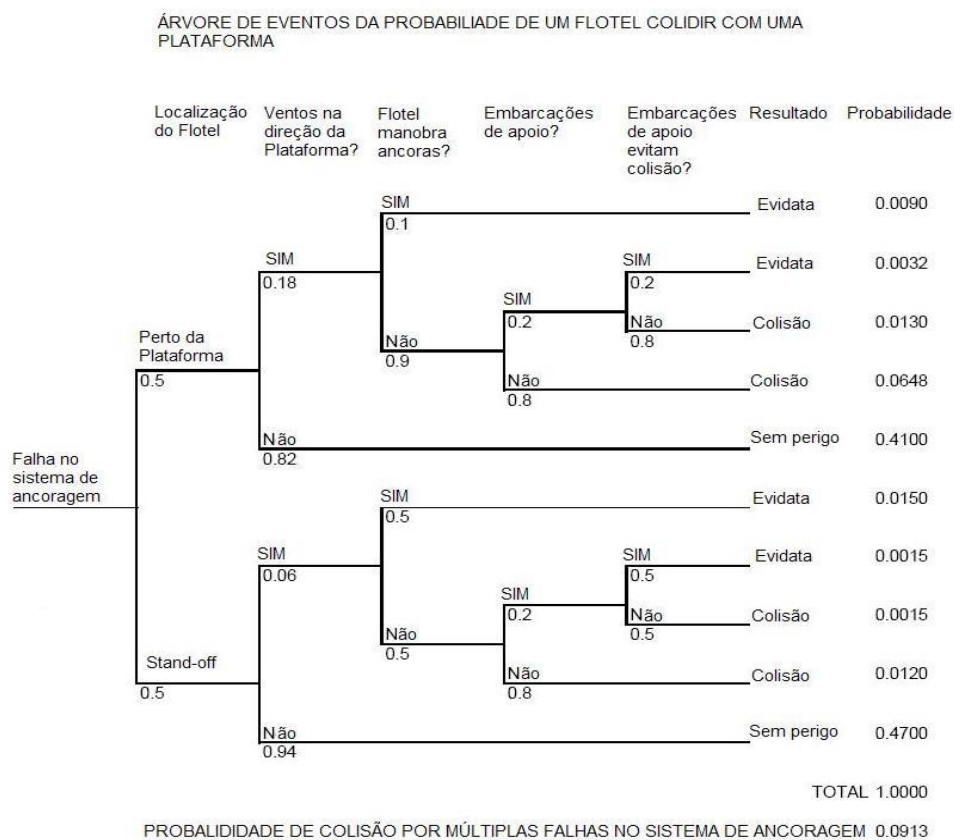 ÁRVORE DE EVENTOS DA PROBABILIADE DE UM FLOTEL COLIDIR COM UMA
PLATAFORMA
Localização
do Flotel
Ventos na
direção da
Plataforma?
Flotel
manobra
ancoras?
Embarcações
de apoio?
Embarcações
de apoio
evitam
colisão?
Resultado
Probabilidade
SIM
0.1
Evidata 0.0090
SIM
0.18
SIM
0.2
Evidata 0.0032
SIM
0.2
Não
0.8
Colisão 0.0130
Perto da
Plataforma
0.5
Não
0.9
Não
0.8
Colisão 0.0648
Não
0.82
Sem perigo 0.4100
Falha no
sistema de
ancoragem
SIM
0.5
Evidata 0.0150
SIM
0.06
SIM
0.5
Evidata 0.0015
SIM
0.2
Não
0.5
Colisão 0.0015
Stand-off
0.5
Não
0.5
Não
0.8
Colisão 0.0120
Não
0.94
Sem perigo 0.4700
TOTAL 1.0000
PROBALIDIDADE DE COLISÃO POR MÚLTIPLAS FALHAS NO SISTEMA DE ANCORAGEM 0.0913